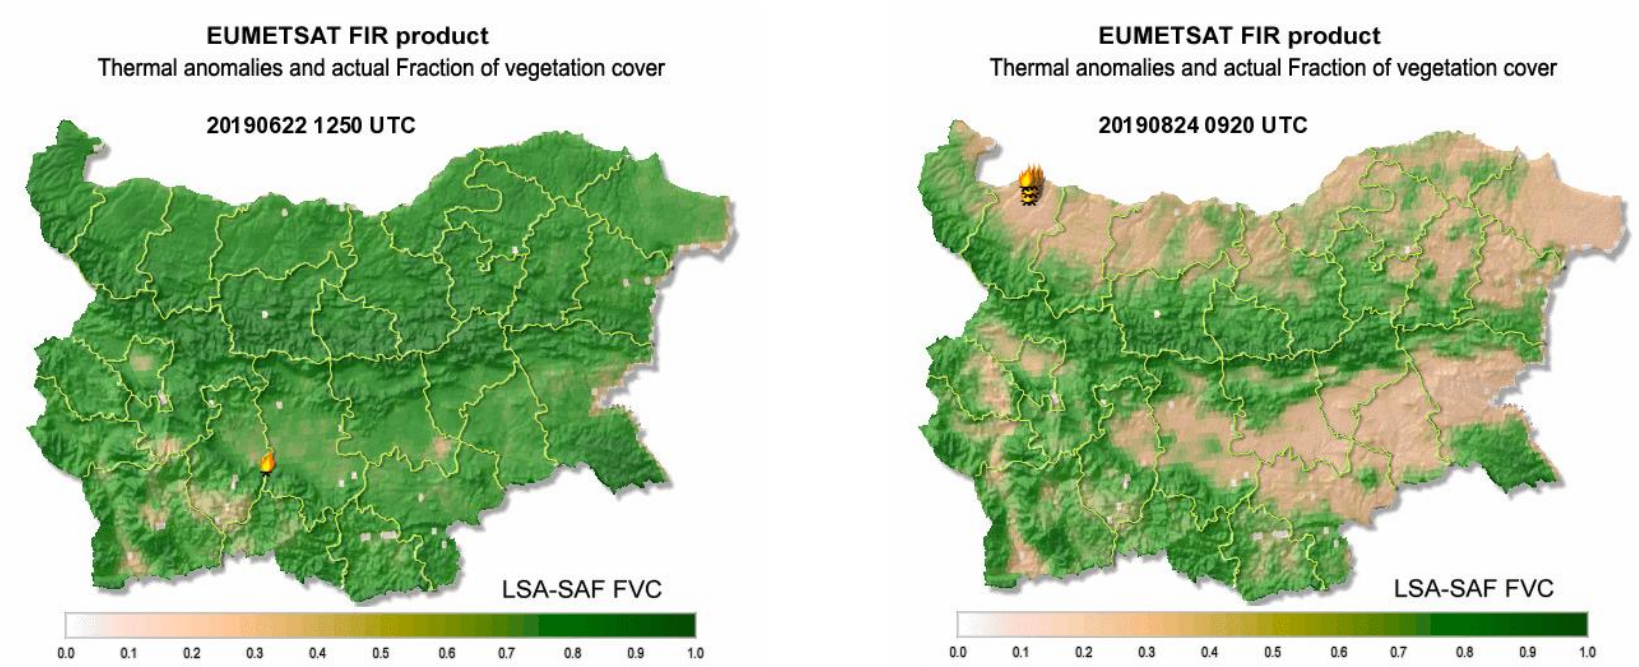 EUMETSAT FIR product
Thermal anomalies and actual Fraction of vegetation cover
20190622 1250 UTC
LSA-SAF FVC
0.0 0.1 0.2 0.3 0.4 0.5 0.6 0.7 0.8 0.9 1.0
EUMETSAT FIR product
Thermal anomalies and actual Fraction of vegetation cover
20190824 0920 UTC
LSA-SAF FVC
0.0 0.1 0.2 0.3 0.4 0.5 0.6 0.7 0.8 0.9 1.0